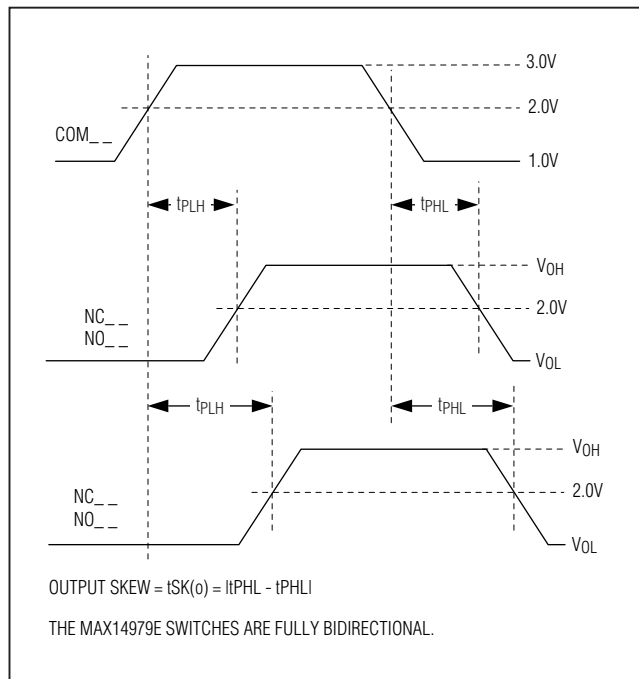 3.0V
2.0V
COM_ _
1.0V
tPLH
tPHL
VOH
NC_ _
2.0V
NO_ _
VOL
tPLH
tPHL
VOH
NC_ _
2.0V
NO_ _
VOL
OUTPUT SKEW = tSK(o) = |tPHL - tPHL|
THE MAX14979E SWITCHES ARE FULLY BIDIRECTIONAL.